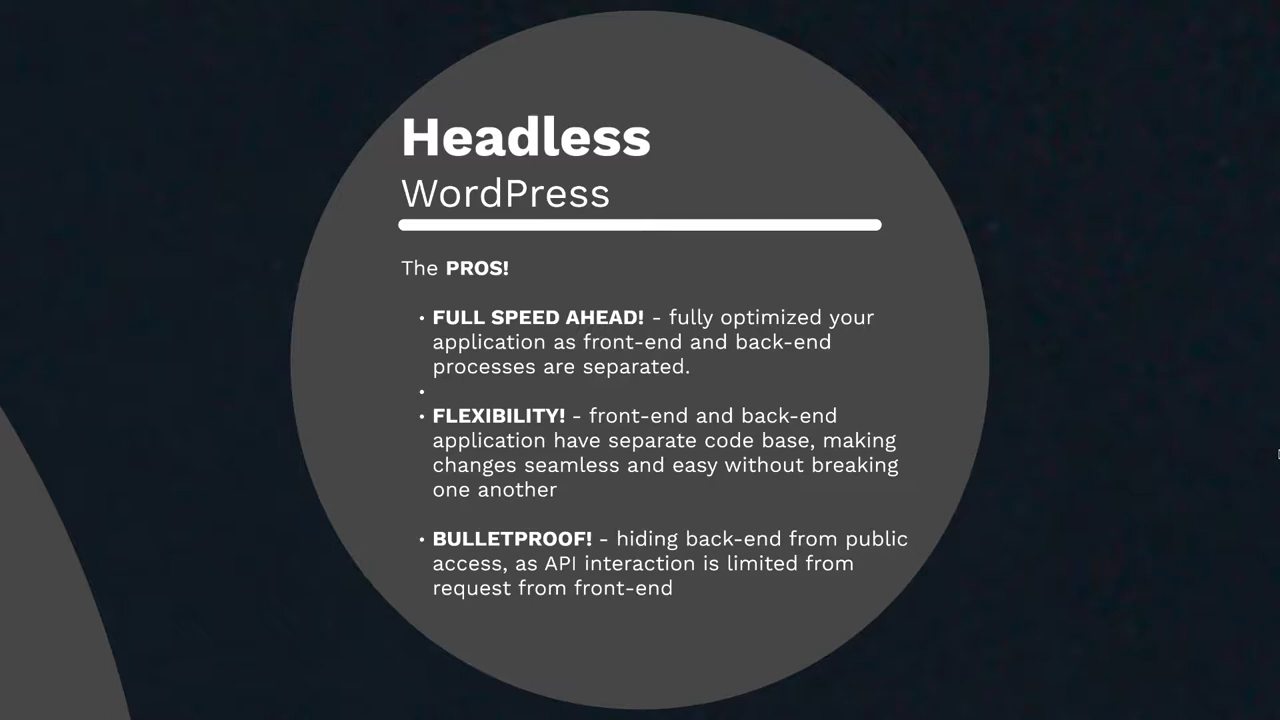 Headless
WordPress
The PROS!
• FULL SPEED AHEAD! - fully optimized your
application as front-end and back-end
processes are separated.
•
• FLEXIBILITY! - front-end and back-end
application have separate code base, making
changes seamless and easy without breaking
one another
• BULLETPROOF! - hiding back-end from public
access, as API interaction is limited from
request from front-end